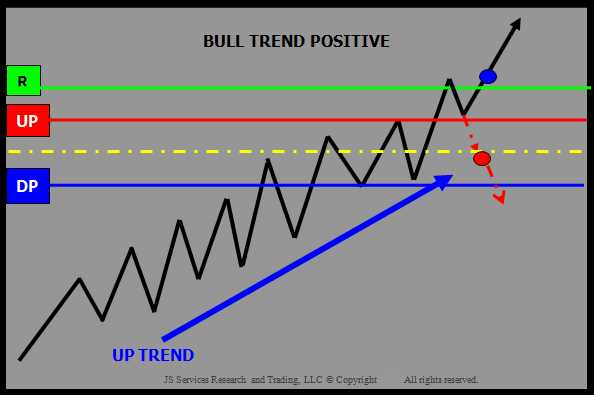 BULL TREND POSITIVE
R
UP
DP
UP TREND
JS Services Research and Trading, LLC © Copyright All rights reserved.